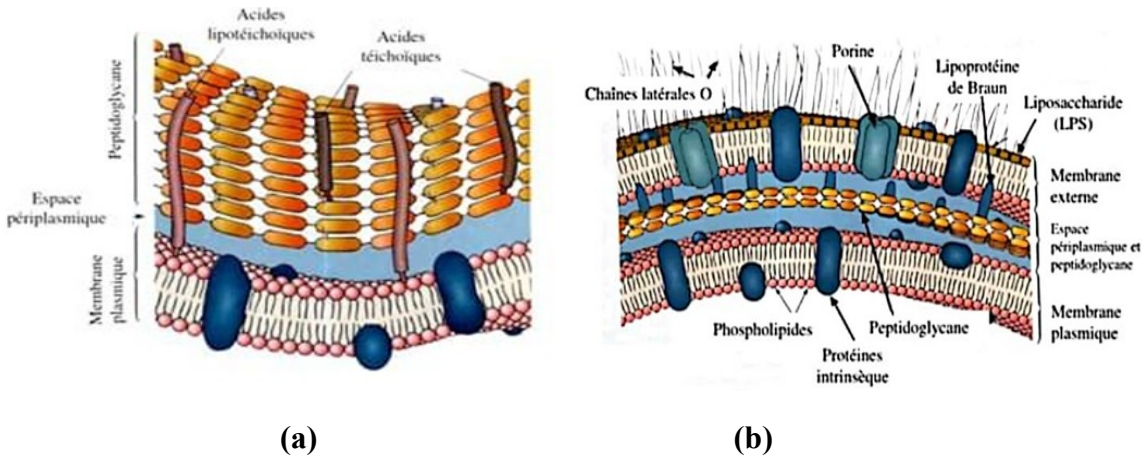 Acides
lipotéichoïques
Acides
téichoïques
Peptidoglycane
Espace
périplasmique
Membrane
plasmique
(a)
Chaînes latérales O
Porine
Lipoprotéine
de Braun
Liposaccharide
(LPS)
Membrane
externe
Espace
périplasmique et
peptidoglycane
Membrane
plasmique
Phospholipides
Peptidoglycane
Protéines
intrinsèque
(b)